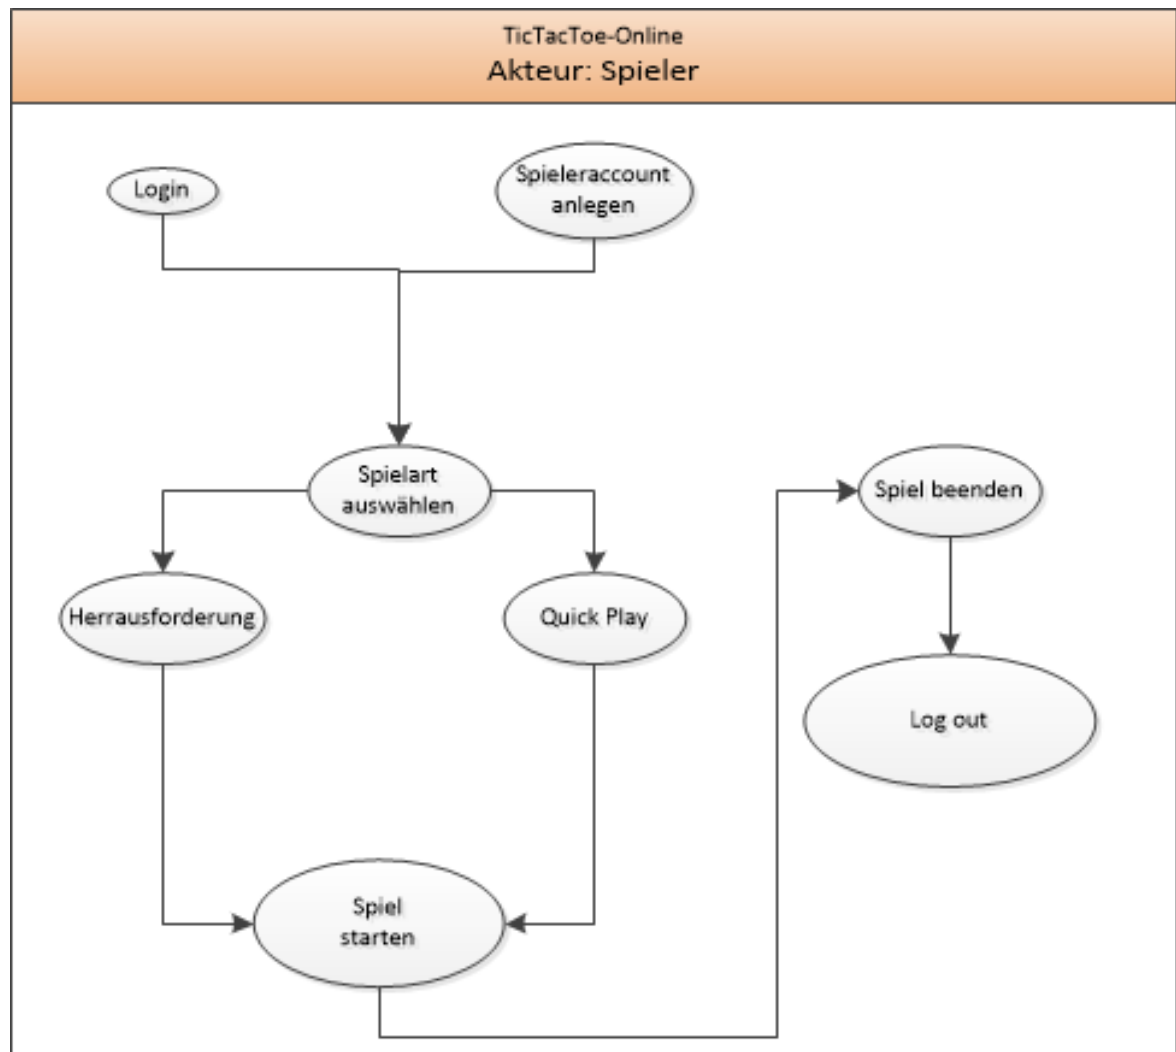 TicTacToe-Online
Akteur: Spieler
Login
Spieleraccount
anlegen
Spielart
auswählen
Spiel beenden
Herrausforderung
Quick Play
Log out
Spiel
starten